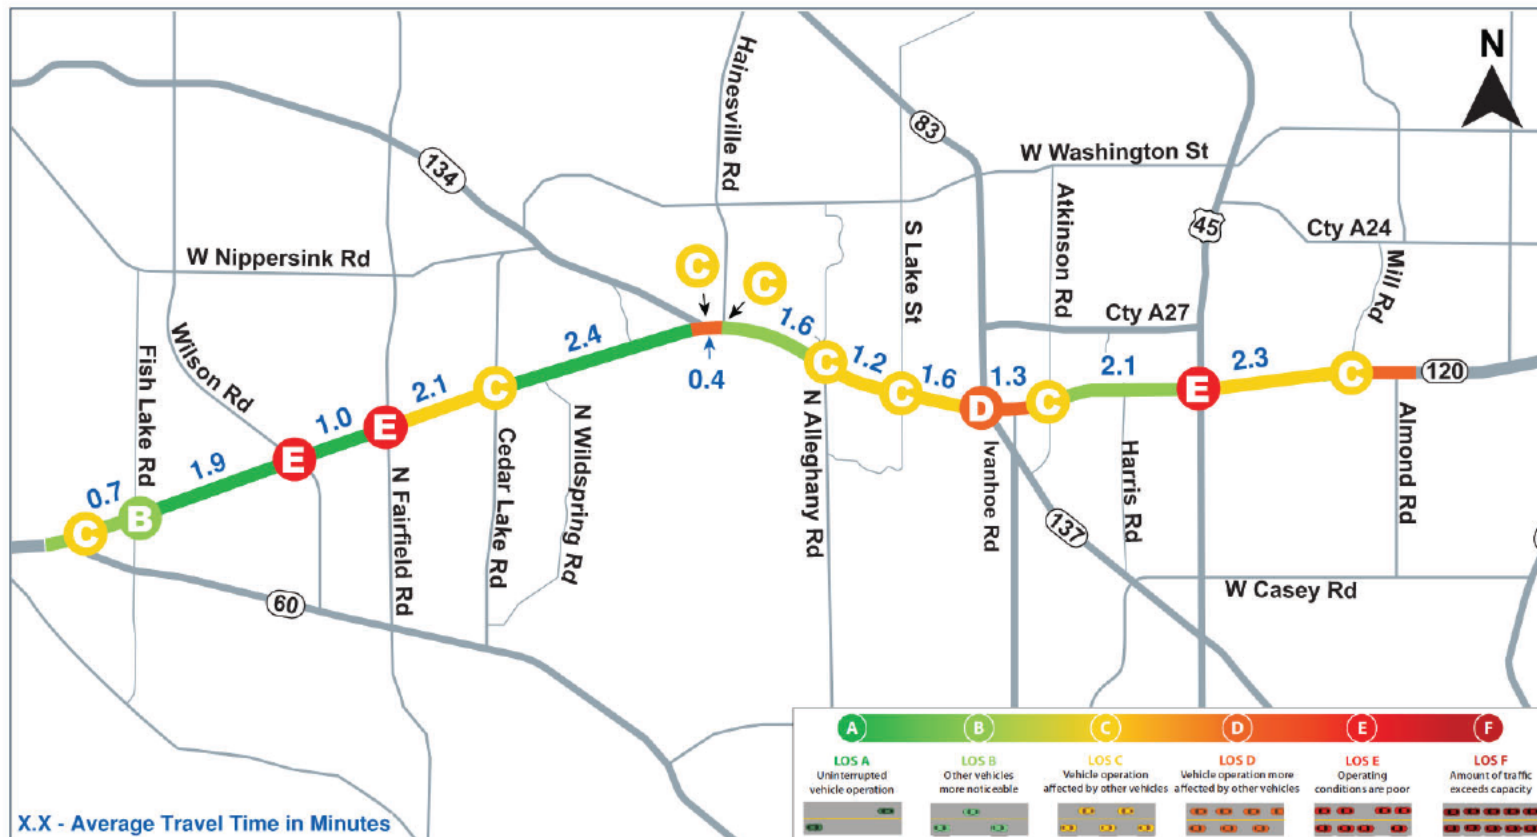 N
Hainesville Rd
83
W Washington St
134
Atkinson Rd
45
Cty A24
S Lake St
W Nippersink Rd
Mill Rd
C
C
Cty A27
1.6
Wilson Rd
Fish Lake Rd
2.4
0.4
C
1.2
C
1.6
D
1.3
C
2.1
E
2.3
C
120
2.1
C
1.0
E
E
1.9
0.7
B
C
N Fairfield Rd
Cedar Lake Rd
N Wildspring Rd
N Alleghany Rd
Ivanhoe Rd
Harris Rd
Almond Rd
137
60
W Casey Rd
A
B
C
D
E
F
LOS A
Uninterrupted
vehicle operation
LOS B
Other vehicles
more noticeable
LOS C
Vehicle operation
affected by other vehicles
LOS D
Vehicle operation more
affected by other vehicles
LOS E
Operating
conditions are poor
LOS F
Amount of traffic
exceeds capacity
X.X - Average Travel Time in Minutes